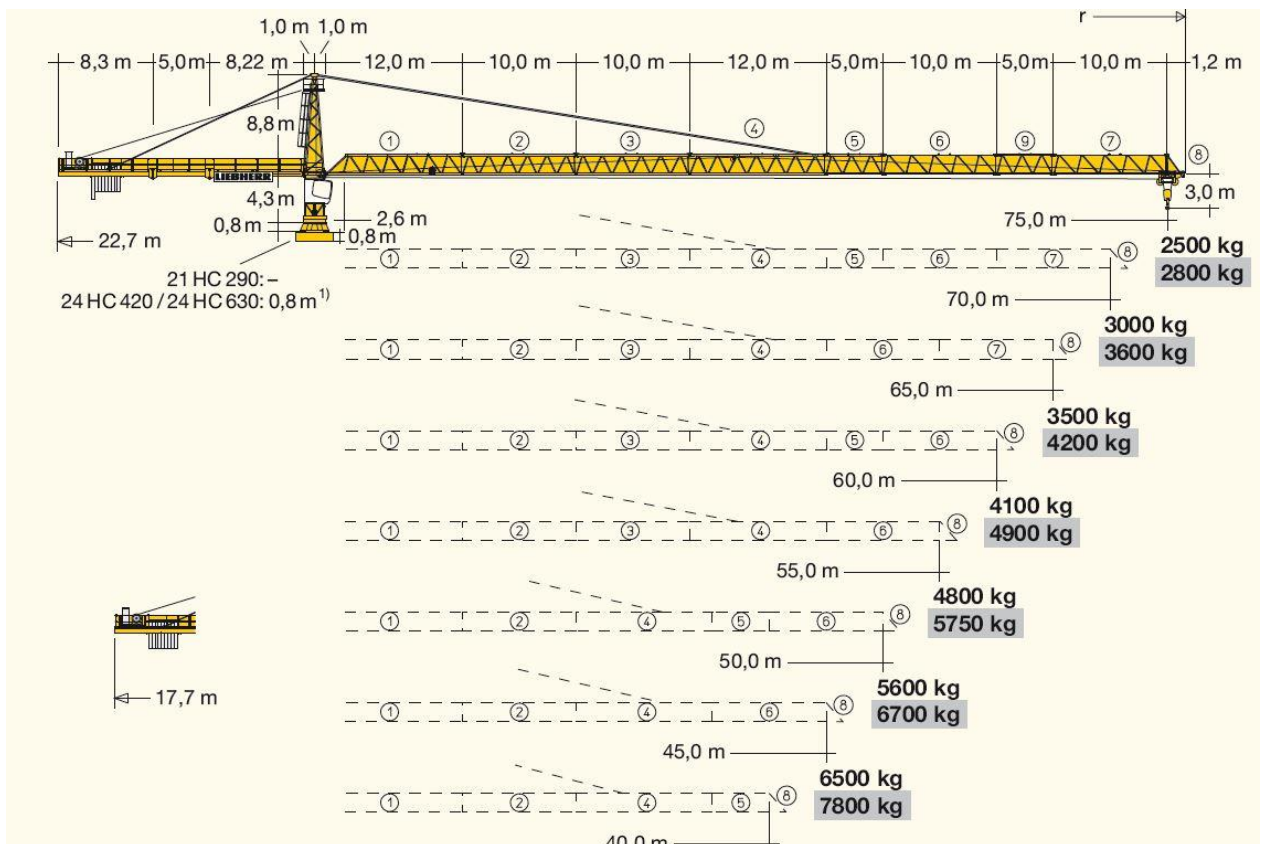 r
1,0 m 1,0 m
8,3 m 5,0 m 8,22 m 12,0 m 10,0 m 10,0 m 12,0 m 5,0 m 10,0 m 5,0 m 10,0 m 1,2 m
8,8 m
1 2 3 4 5 6 9 7 8
LIEBHERR
4,3 m
3,0 m
0,8 m
2,6 m
75,0 m
22,7 m
0,8 m
2500 kg
2800 kg
21 HC 290: –
24 HC 420 / 24 HC 630: 0,8 m 1)
1 2 3 4 5 6 7 8
70,0 m
3000 kg
3600 kg
1 2 3 4 6 7 8
65,0 m
3500 kg
4200 kg
1 2 3 4 5 6 8
60,0 m
4100 kg
4900 kg
1 2 3 4 6 8
55,0 m
4800 kg
5750 kg
1 2 4 5 6 8
50,0 m
17,7 m
5600 kg
6700 kg
1 2 4 6 8
45,0 m
6500 kg
7800 kg
1 2 4 5 8
40,0 m